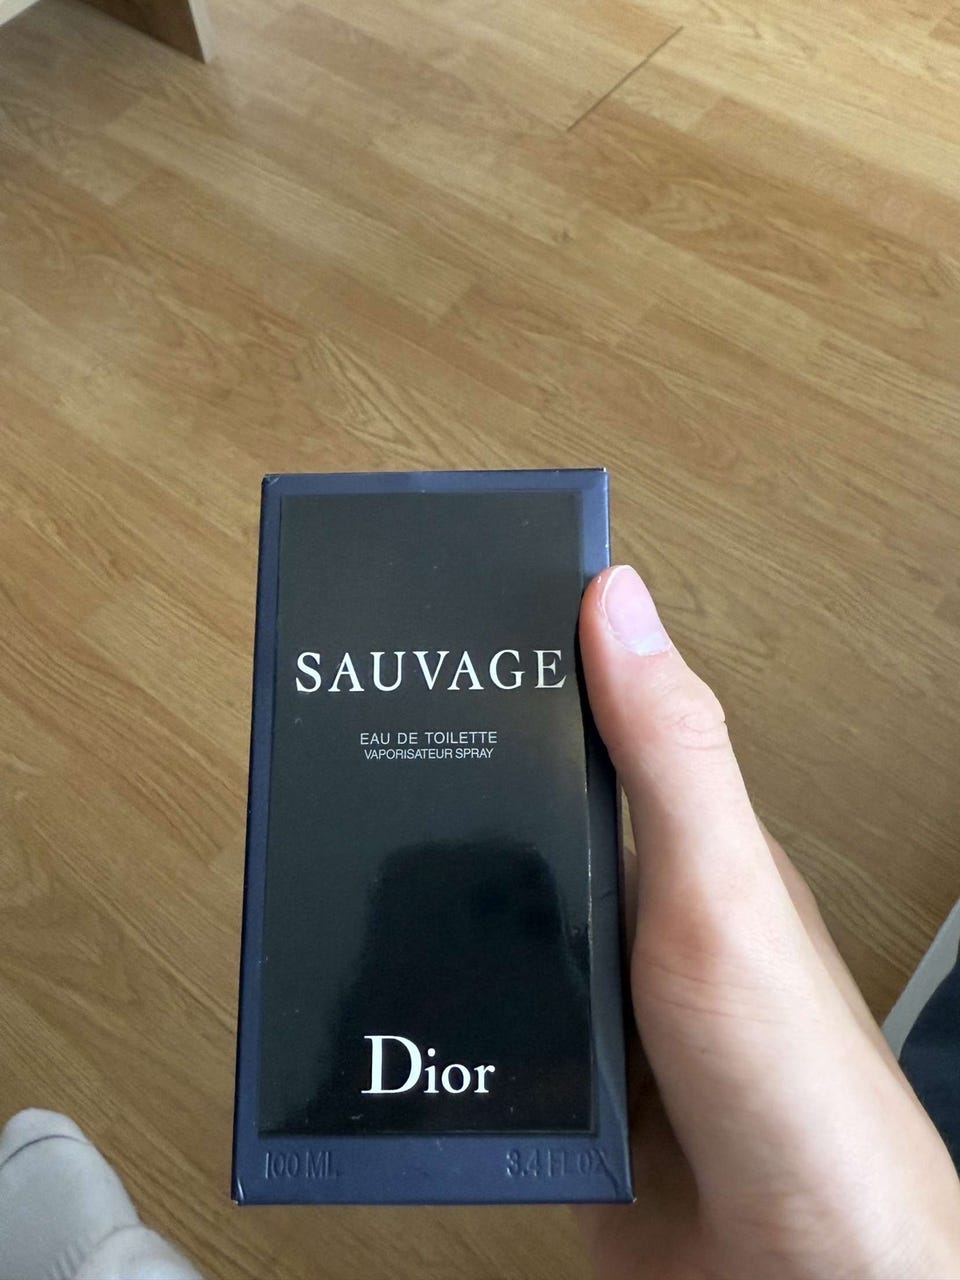 SAUVAGE
EAU DE TOILETTE
VAPORISATEUR SPRAY
Dior
100 ML 3.4 FL OZ